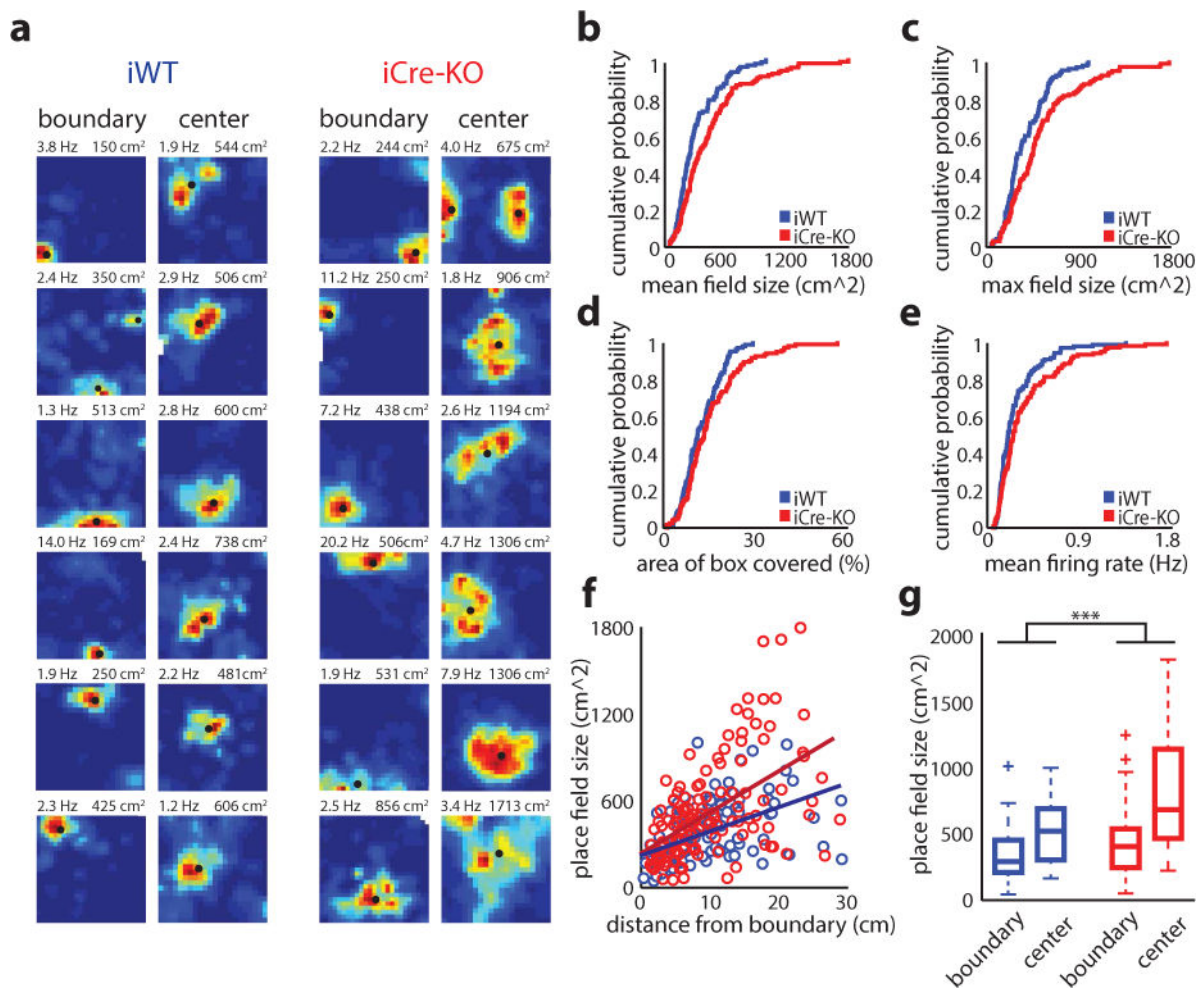 a
iWT
iCre-KO
boundary center
boundary center
3.8 Hz 150 cm² 1.9 Hz 544 cm²
2.2 Hz 244 cm² 4.0 Hz 675 cm²
2.4 Hz 350 cm² 2.9 Hz 506 cm²
11.2 Hz 250 cm² 1.8 Hz 906 cm²
1.3 Hz 513 cm² 2.8 Hz 600 cm²
7.2 Hz 438 cm² 2.6 Hz 1194 cm²
14.0 Hz 169 cm² 2.4 Hz 738 cm²
20.2 Hz 506 cm² 4.7 Hz 1306 cm²
1.9 Hz 250 cm² 2.2 Hz 481 cm²
1.9 Hz 531 cm² 7.9 Hz 1306 cm²
2.3 Hz 425 cm² 1.2 Hz 606 cm²
2.5 Hz 856 cm² 3.4 Hz 1713 cm²
b
cumulative probability
1
0.8
0.6
0.4
0.2
0
iWT
iCre-KO
0 600 1200 1800
mean field size (cm^2)
c
cumulative probability
1
0.8
0.6
0.4
0.2
0
iWT
iCre-KO
0 900 1800
max field size (cm^2)
d
cumulative probability
1
0.8
0.6
0.4
0.2
0
iWT
iCre-KO
0 30 60
area of box covered (%)
e
cumulative probability
1
0.8
0.6
0.4
0.2
0
iWT
iCre-KO
0 0.9 1.8
mean firing rate (Hz)
f
place field size (cm^2)
1800
1200
600
0
0 10 20 30
distance from boundary (cm)
g
place field size (cm^2)
***
2000
1500
1000
500
0
boundary
center
boundary
center